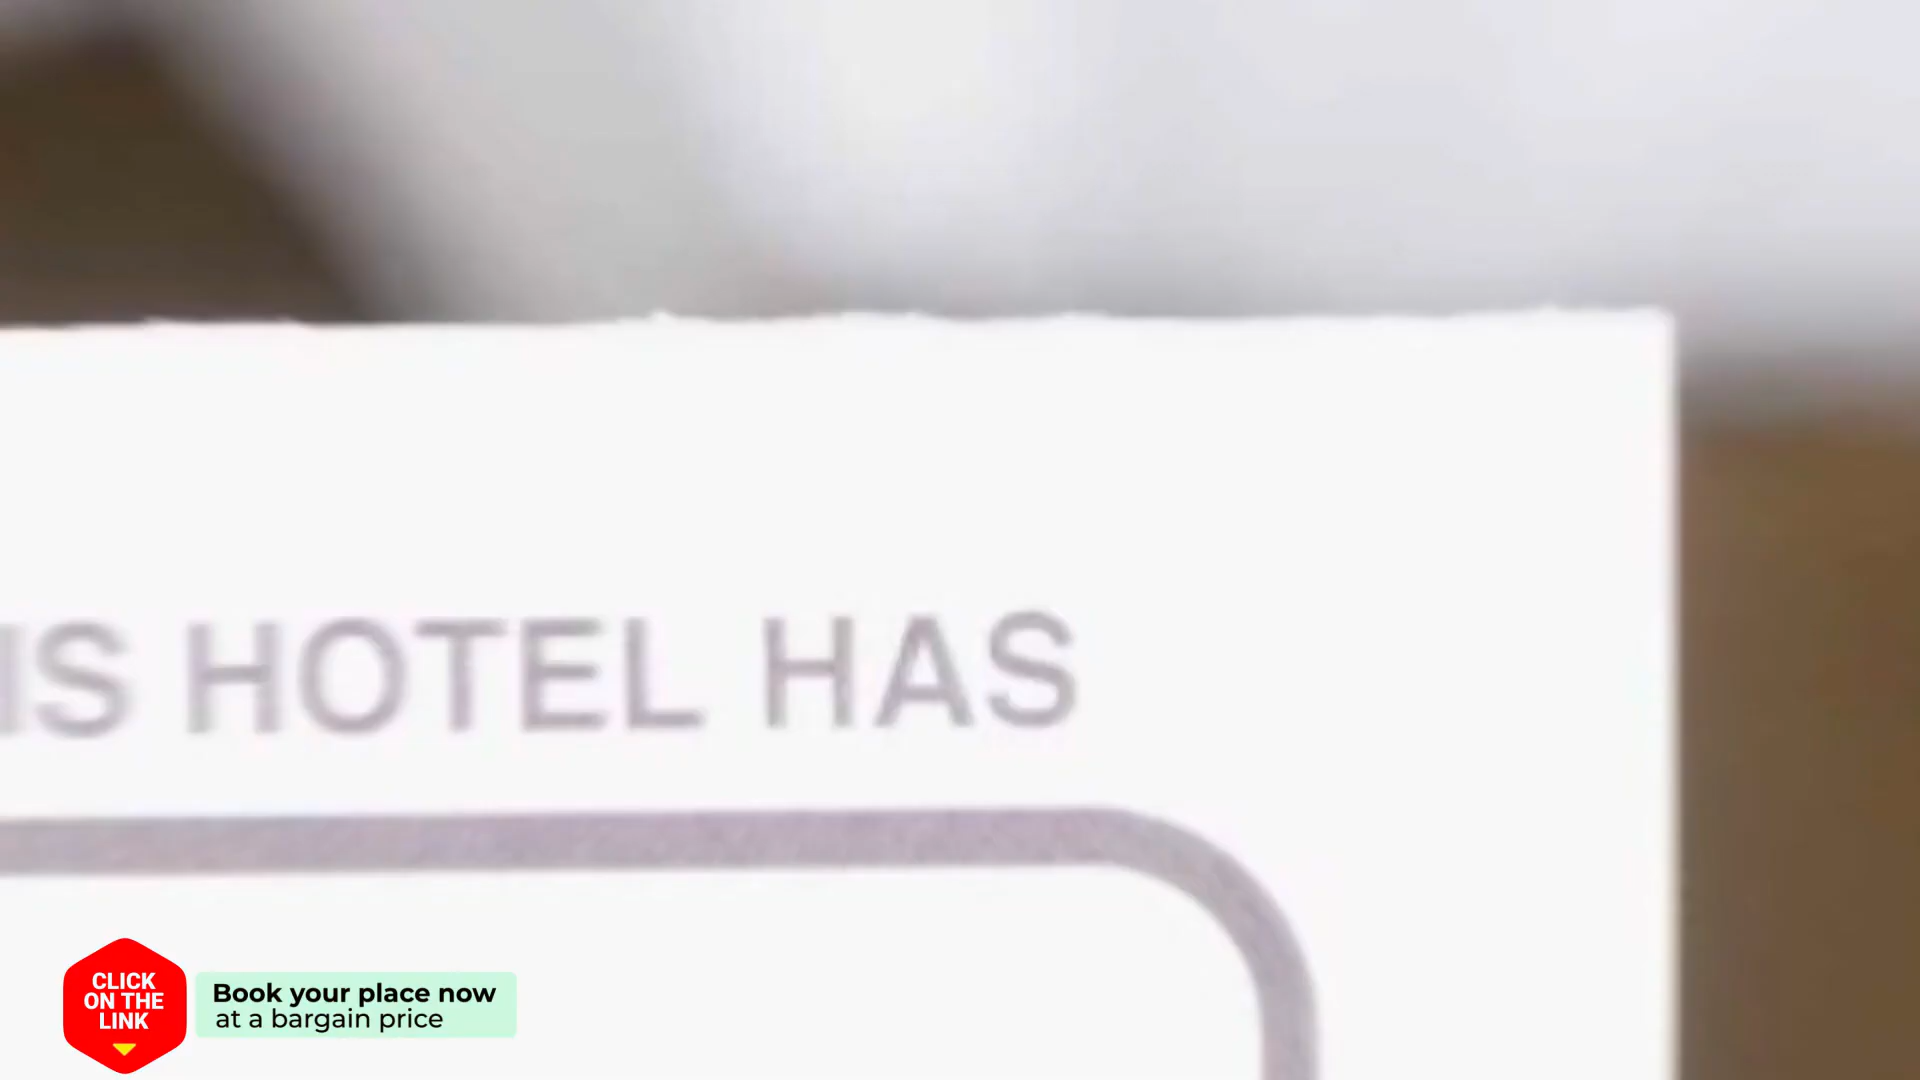 HOTEL HAS
CLICK
ON THE
LINK
Book your place now
at a bargain price